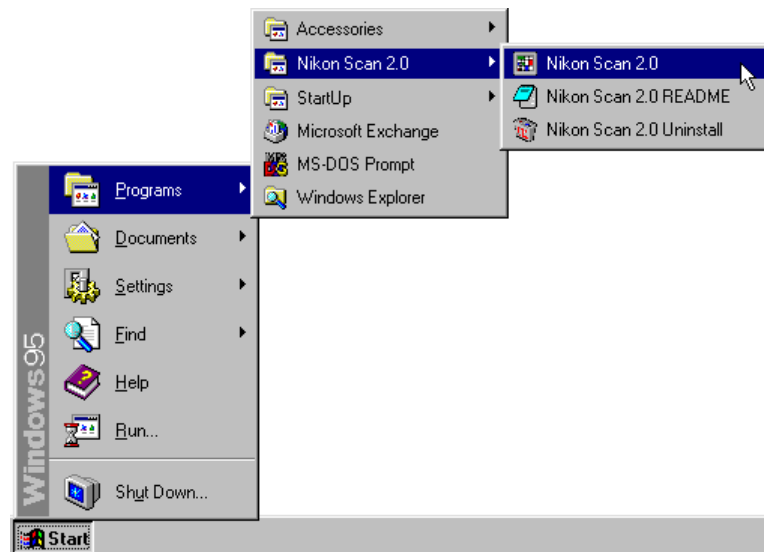 Accessories
Nikon Scan 2.0
StartUp
Microsoft Exchange
MS-DOS Prompt
Windows Explorer
Nikon Scan 2.0
Nikon Scan 2.0 README
Nikon Scan 2.0 Uninstall
Programs
Documents
Settings
Find
Help
Run...
Shut Down...
Windows95
Start